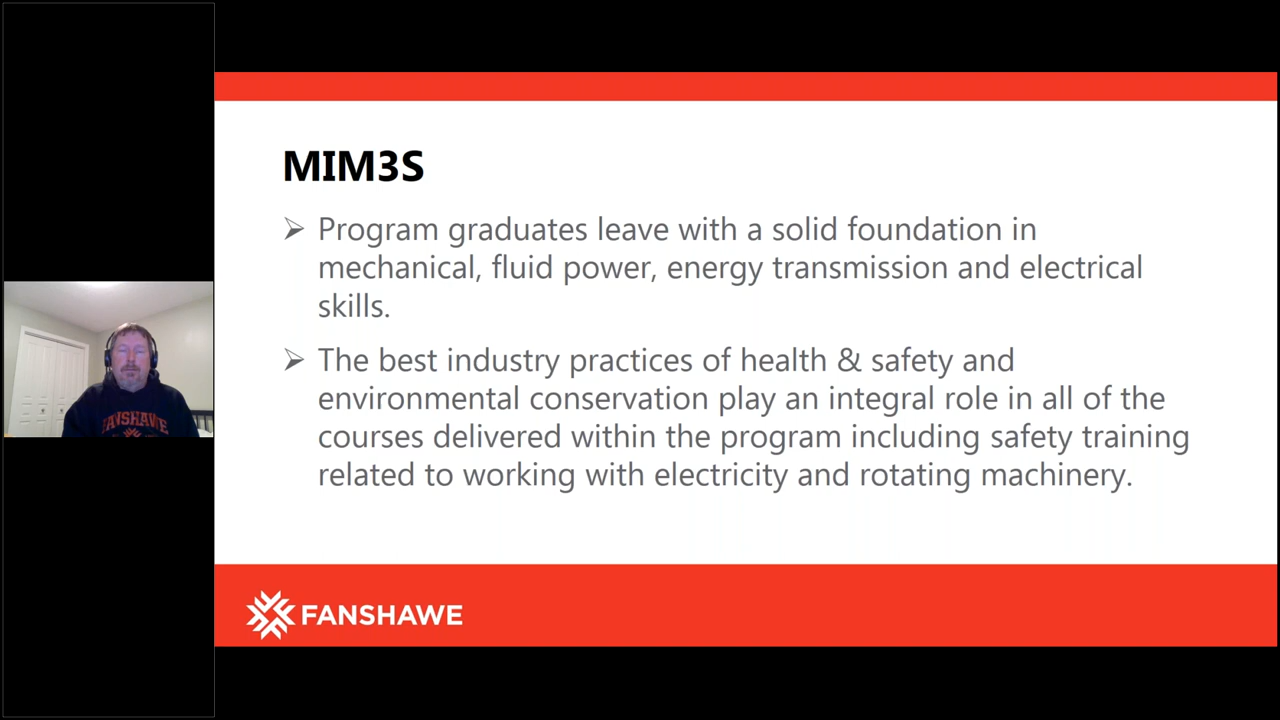 MIM3S
➢ Program graduates leave with a solid foundation in
mechanical, fluid power, energy transmission and electrical
skills.
➢ The best industry practices of health & safety and
environmental conservation play an integral role in all of the
courses delivered within the program including safety training
related to working with electricity and rotating machinery.
FANSHAWE
FANSHAWE